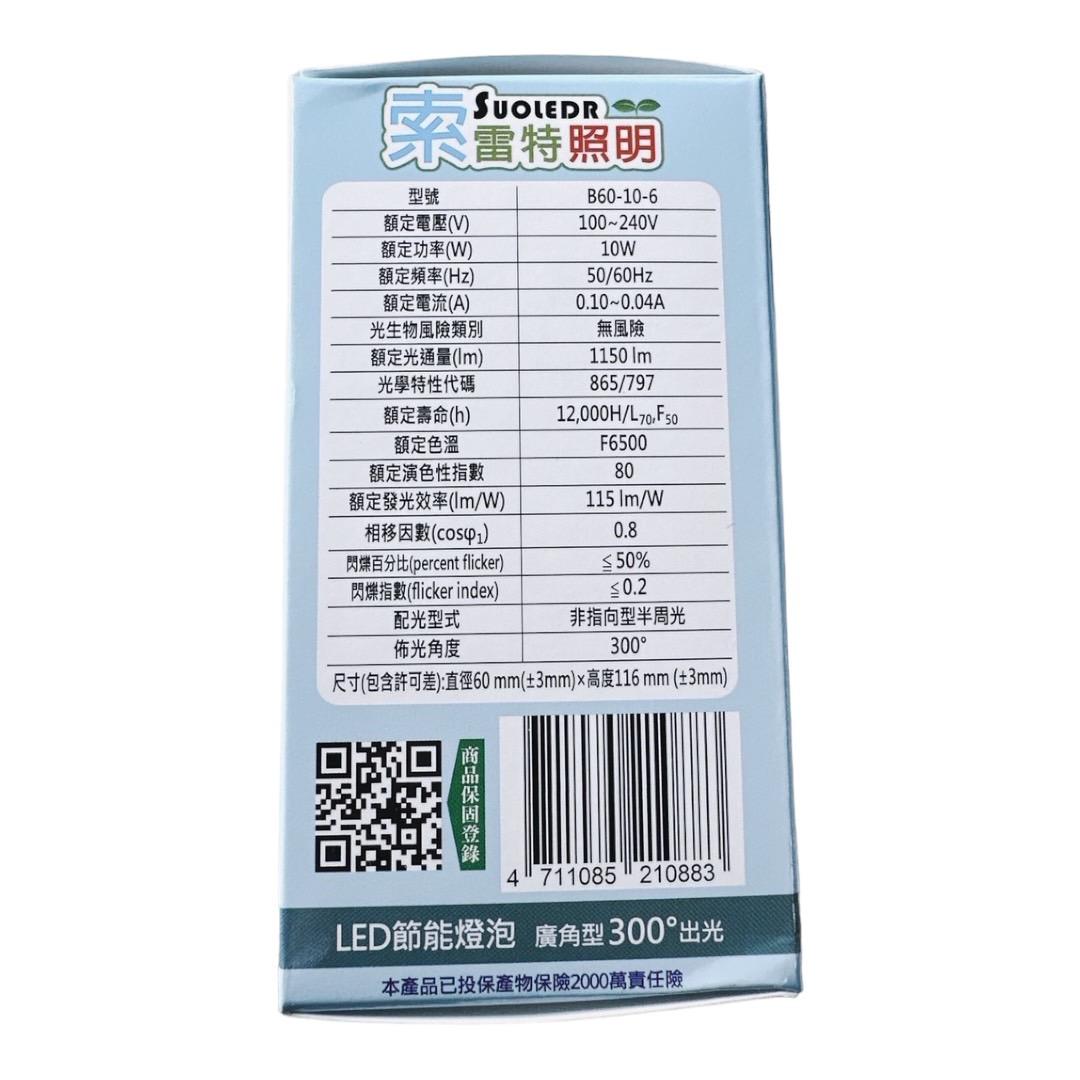 索 SUOLEDR
雷特照明
型號 B60-10-6
額定電壓(V) 100~240V
額定功率(W) 10W
額定頻率(Hz) 50/60Hz
額定電流(A) 0.10~0.04A
光生物風險類別 無風險
額定光通量(lm) 1150 lm
光學特性代碼 865/797
額定壽命(h) 12,000H/L70,F50
額定色溫 F6500
額定演色性指數 80
額定發光效率(lm/W) 115 lm/W
相移因數(cosφ1) 0.8
閃爍百分比(percent flicker) ≦50%
閃爍指數(flicker index) ≦0.2
配光型式 非指向型半周光
佈光角度 300°
尺寸(包含許可差):直徑60 mm(±3mm)×高度116 mm (±3mm)
商品保固登錄
4 711085 210883
LED節能燈泡 廣角型300°出光
本產品已投保產物保險2000萬責任險